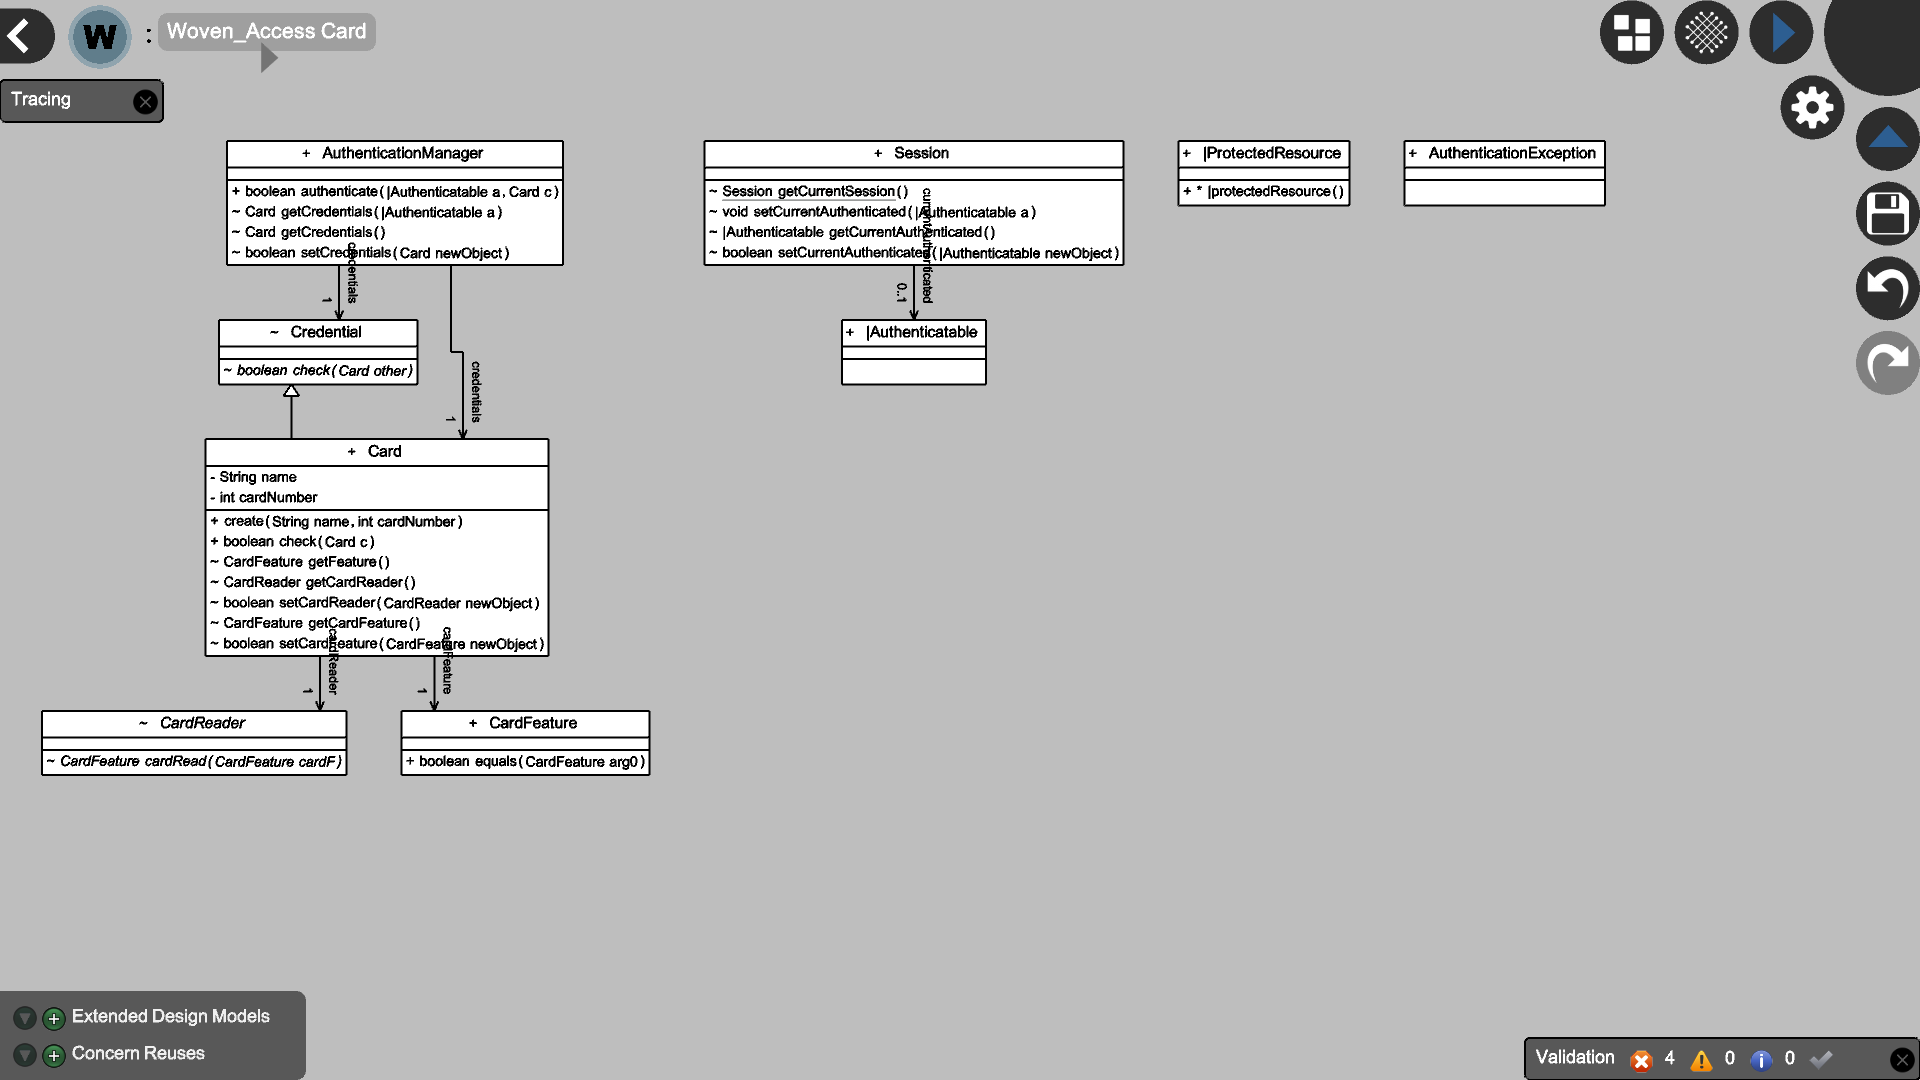 W : Woven_Access Card
Tracing
+ AuthenticationManager
+ boolean authenticate(|Authenticatable a, Card c)
~ Card getCredentials(|Authenticatable a)
~ Card getCredentials()
~ boolean setCredentials(Card newObject)
credentials
1
~ Credential
~ boolean check(Card other)
credentials
1
+ Card
- String name
- int cardNumber
+ create(String name, int cardNumber)
+ boolean check(Card c)
~ CardFeature getFeature()
~ CardReader getCardReader()
~ boolean setCardReader(CardReader newObject)
~ CardFeature getCardFeature()
~ boolean setCardFeature(CardFeature newObject)
cardReader
1
cardFeature
1
~ CardReader
~ CardFeature cardRead(CardFeature cardF)
+ CardFeature
+ boolean equals(CardFeature arg0)
+ Session
~ Session getCurrentSession()
~ void setCurrentAuthenticated(|Authenticatable a)
~ |Authenticatable getCurrentAuthenticated()
~ boolean setCurrentAuthenticated(|Authenticatable newObject)
currentAuthenticated
0..1
+ |Authenticatable
+ |ProtectedResource
+ * |protectedResource()
+ AuthenticationException
Extended Design Models
Concern Reuses
Validation 4 0 0